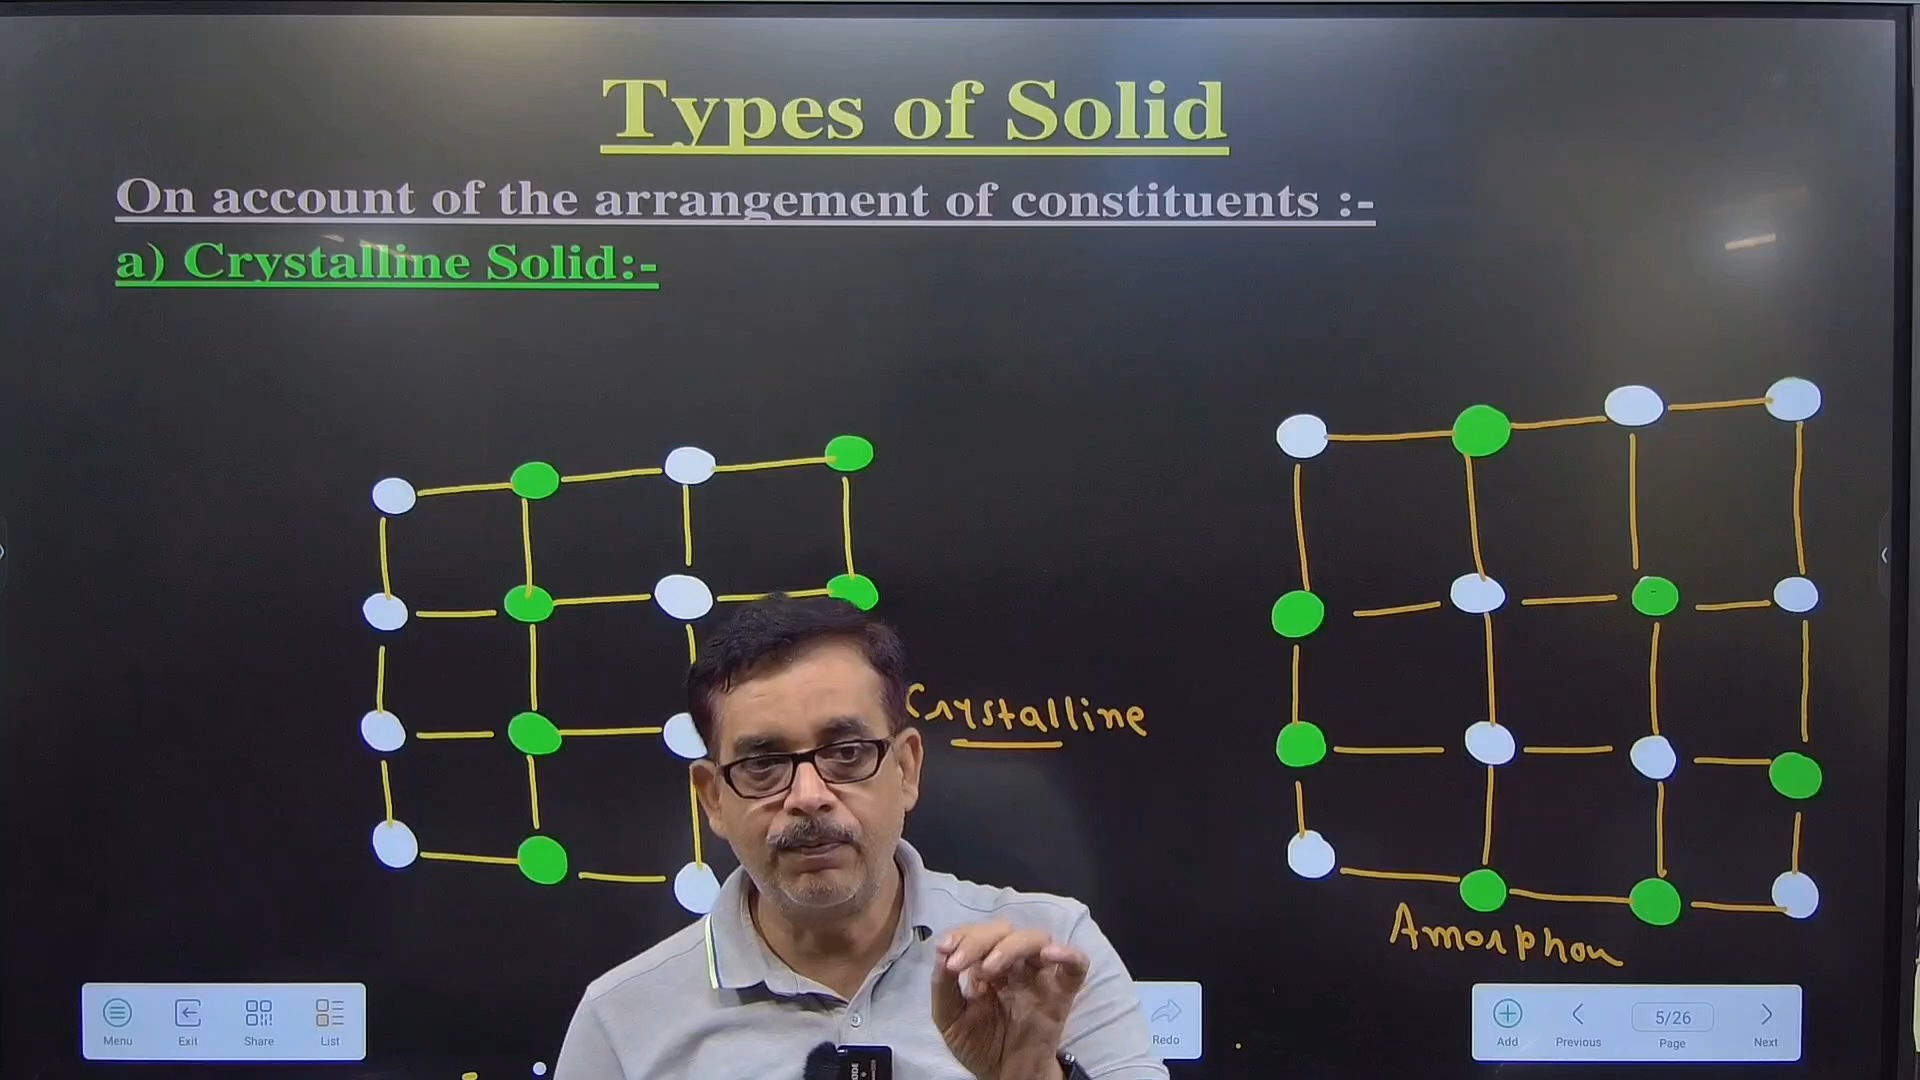 Types of Solid
On account of the arrangement of constituents :-
a) Crystalline Solid:-
Crystalline
Amorphou
Menu
Exit
Share
List
Redo
Add
Previous
5/26
Page
Next